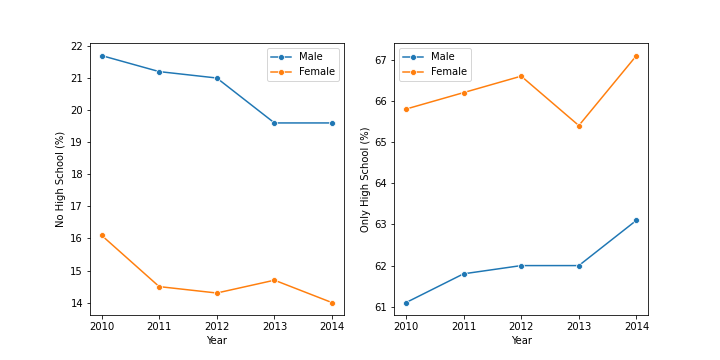 No High School (%)
22
21
20
19
18
17
16
15
14
2010 2011 2012 2013 2014
Year
Male
Female
Only High School (%)
67
66
65
64
63
62
61
2010 2011 2012 2013 2014
Year
Male
Female